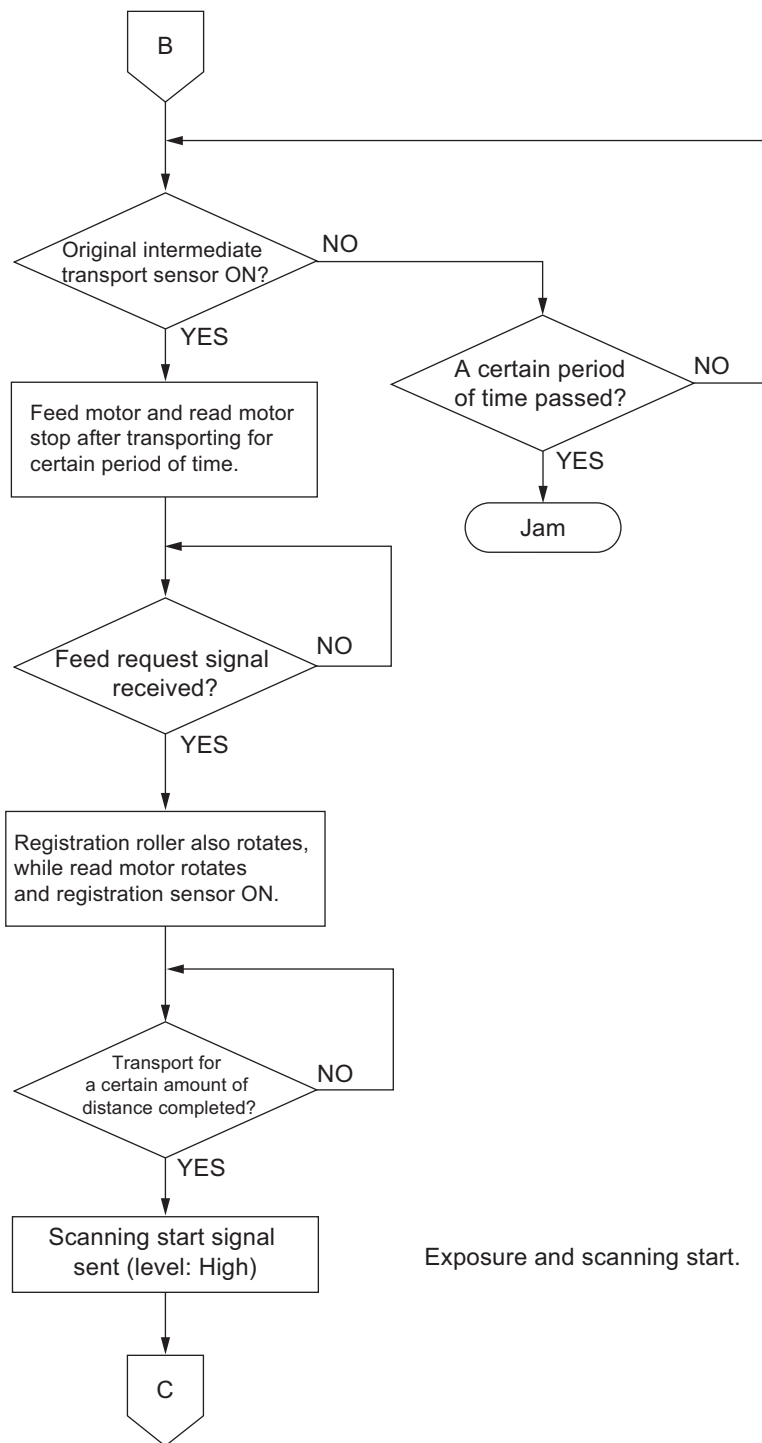 B
Original intermediate
transport sensor ON?
NO
YES
A certain period
of time passed?
NO
YES
Jam
Feed motor and read motor
stop after transporting for
certain period of time.
Feed request signal
received?
NO
YES
Registration roller also rotates,
while read motor rotates
and registration sensor ON.
Transport for
a certain amount of
distance completed?
NO
YES
Scanning start signal
sent (level: High)
Exposure and scanning start.
C